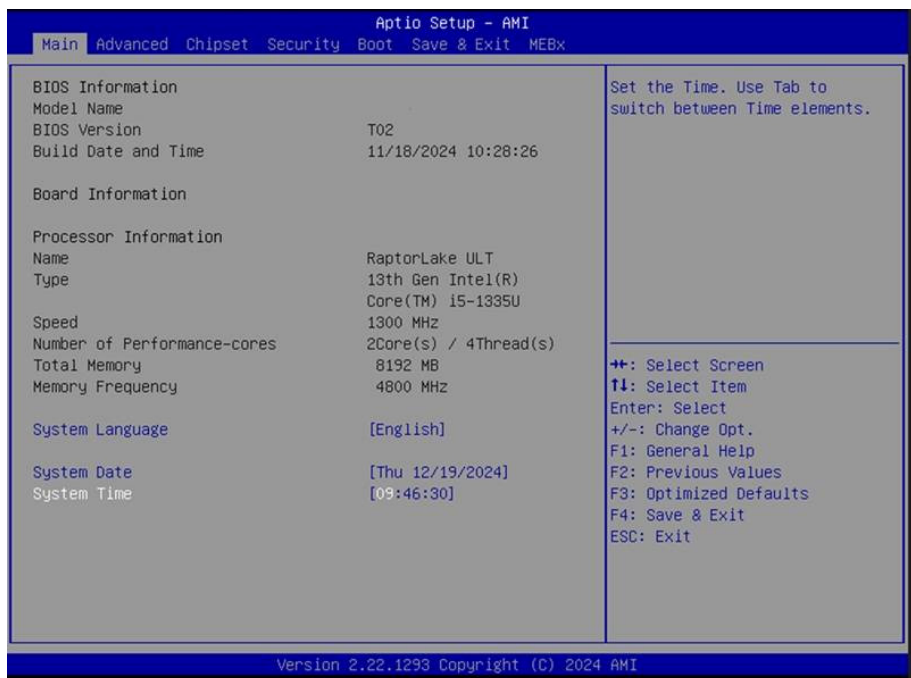 Aptio Setup – AMI
Main Advanced Chipset Security Boot Save & Exit MEBx
BIOS Information
Model Name
BIOS Version T02
Build Date and Time 11/18/2024 10:28:26
Board Information
Processor Information
Name RaptorLake ULT
Type 13th Gen Intel(R)
Core(TM) i5-1335U
Speed 1300 MHz
Number of Performance-cores 2Core(s) / 4Thread(s)
Total Memory 8192 MB
Memory Frequency 4800 MHz
System Language [English]
System Date [Thu 12/19/2024]
System Time [09:46:30]
Set the Time. Use Tab to
switch between Time elements.
→←: Select Screen
↑↓: Select Item
Enter: Select
+/-: Change Opt.
F1: General Help
F2: Previous Values
F3: Optimized Defaults
F4: Save & Exit
ESC: Exit
Version 2.22.1293 Copyright (C) 2024 AMI